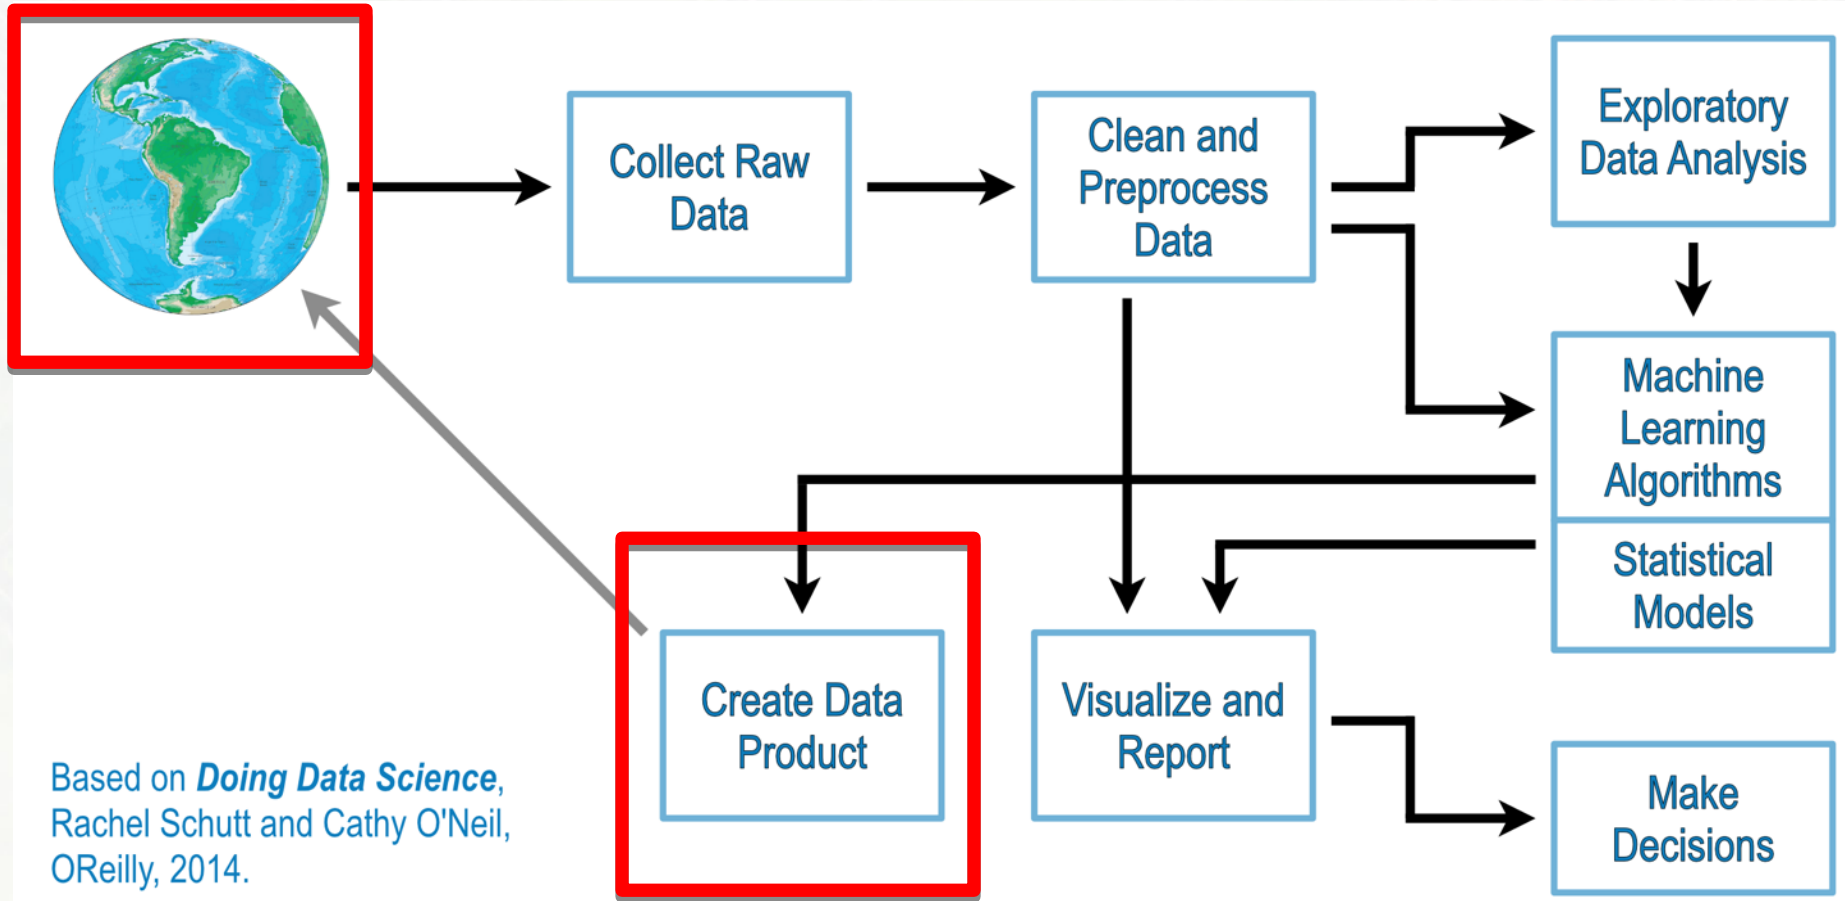 Collect Raw
Data
Clean and
Preprocess
Data
Exploratory
Data Analysis
Machine
Learning
Algorithms
Statistical
Models
Create Data
Product
Visualize and
Report
Make
Decisions
Based on Doing Data Science,
Rachel Schutt and Cathy O'Neil,
OReilly, 2014.